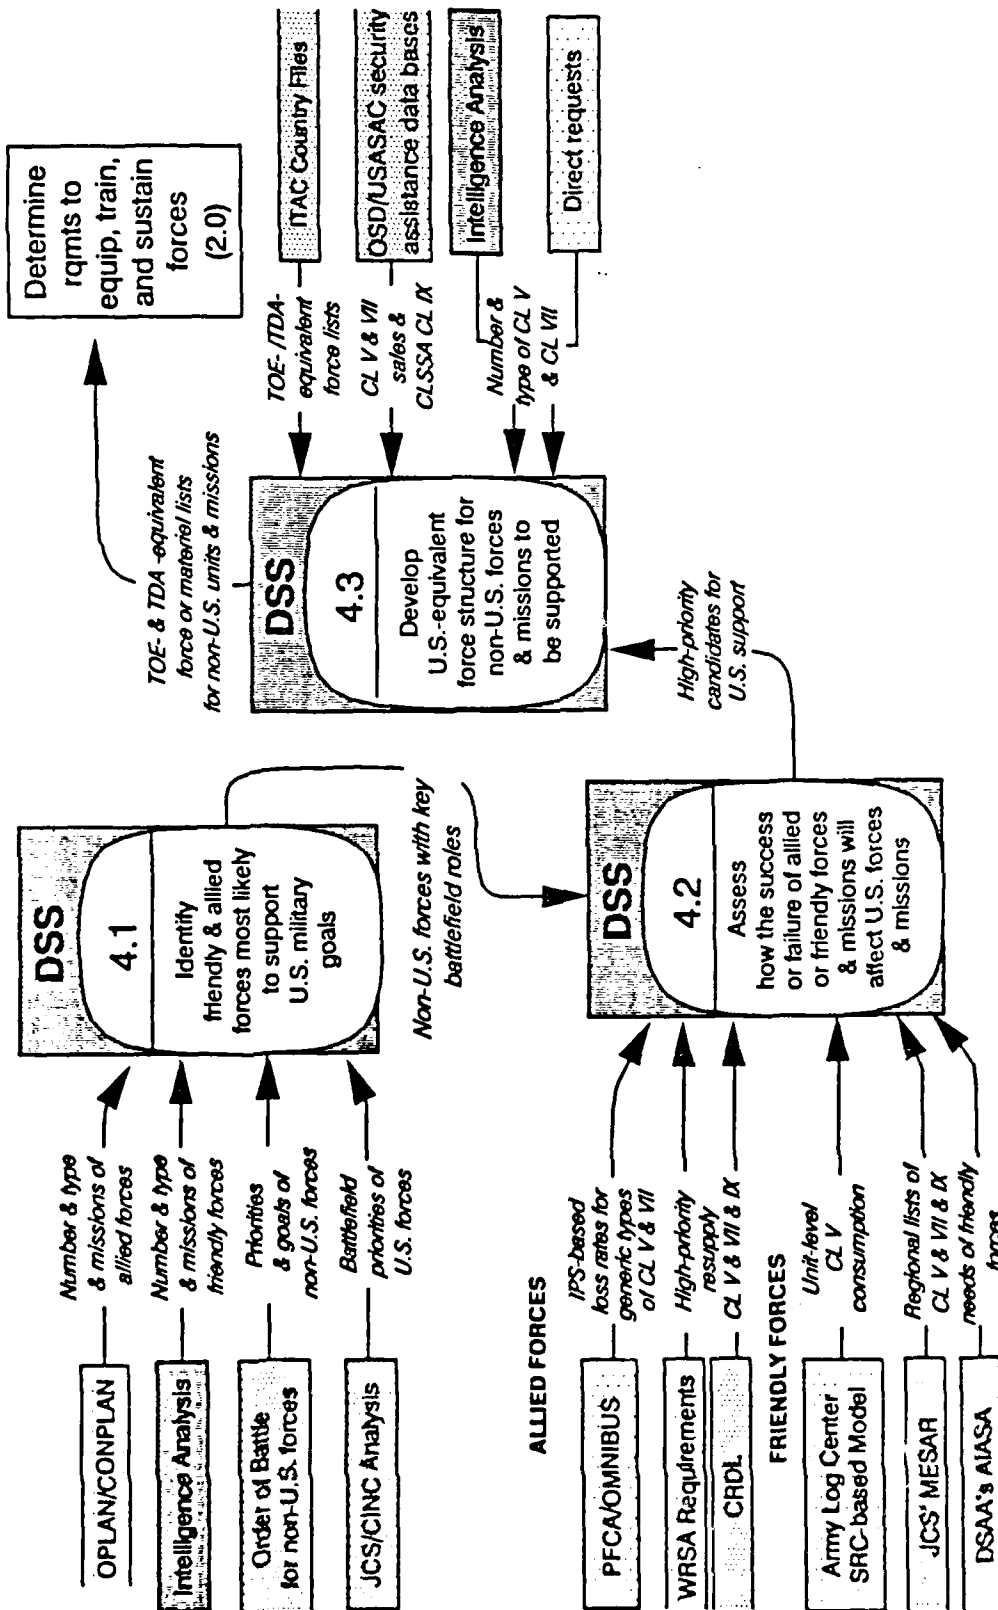 OPLAN/CONPLAN
Number & type
& missions of
allied forces
Intelligence Analysis
Number & type
& missions of
friendly forces
Order of Battle
for non-U.S. forces
Priorities
& goals of
non-U.S. forces
JCS/CINC Analysis
Battlefield
priorities of
U.S. forces
DSS
4.1
Identify
friendly & allied
forces most likely
to support
U.S. military
goals
Non-U.S. forces with key
battlefield roles
ALLIED FORCES
PFCA/OMNIBUS
IPS-based
loss rates for
generic types
of CL V & VII
WRSA Requirements
High-priority
resupply
CRDL
CL V & VII & IX
FRIENDLY FORCES
Army Log Center
SRC-based Model
Unit-level
CL V
consumption
JCS' MESAR
Regional lists of
CL V & VII & IX
DSAA's AIASA
needs of friendly
forces
DSS
4.2
Assess
how the success
or failure of allied
or friendly forces
& missions will
affect U.S. forces
& missions
High-priority
candidates for
U.S. support
DSS
4.3
Develop
U.S.-equivalent
force structure for
non-U.S. forces
& missions to
be supported
TOE- & TDA-equivalent
force or materiel lists
for non-U.S. units & missions
Determine
rqmts to
equip, train,
and sustain
forces
(2.0)
TOE-/TDA-
equivalent
force lists
ITAC Country Files
CL V & VII
sales &
CLSSA CL IX
OSD/USASAC security
assistance data bases
Number &
type of CL V
& CL VII
Intelligence Analysis
Direct requests